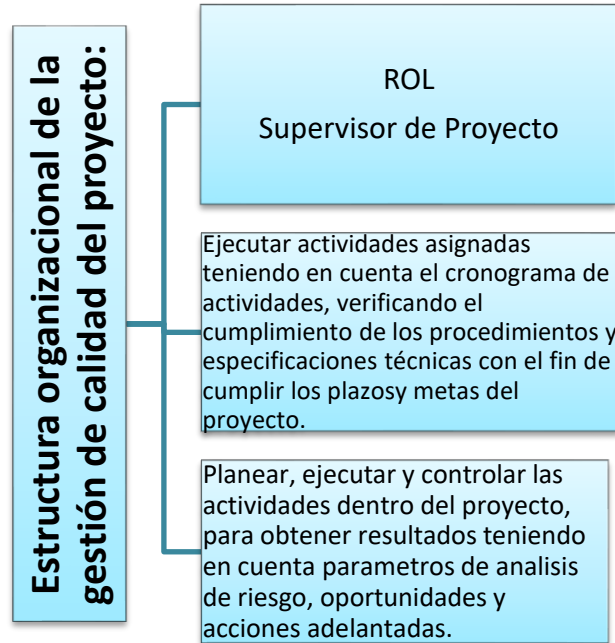 Estructura organizacional de la
gestión de calidad del proyecto:
ROL
Supervisor de Proyecto
Ejecutar actividades asignadas
teniendo en cuenta el cronograma de
actividades, verificando el
cumplimiento de los procedimientos y
especificaciones técnicas con el fin de
cumplir los plazosy metas del
proyecto.
Planear, ejecutar y controlar las
actividades dentro del proyecto,
para obtener resultados teniendo
en cuenta parametros de analisis
de riesgo, oportunidades y
acciones adelantadas.